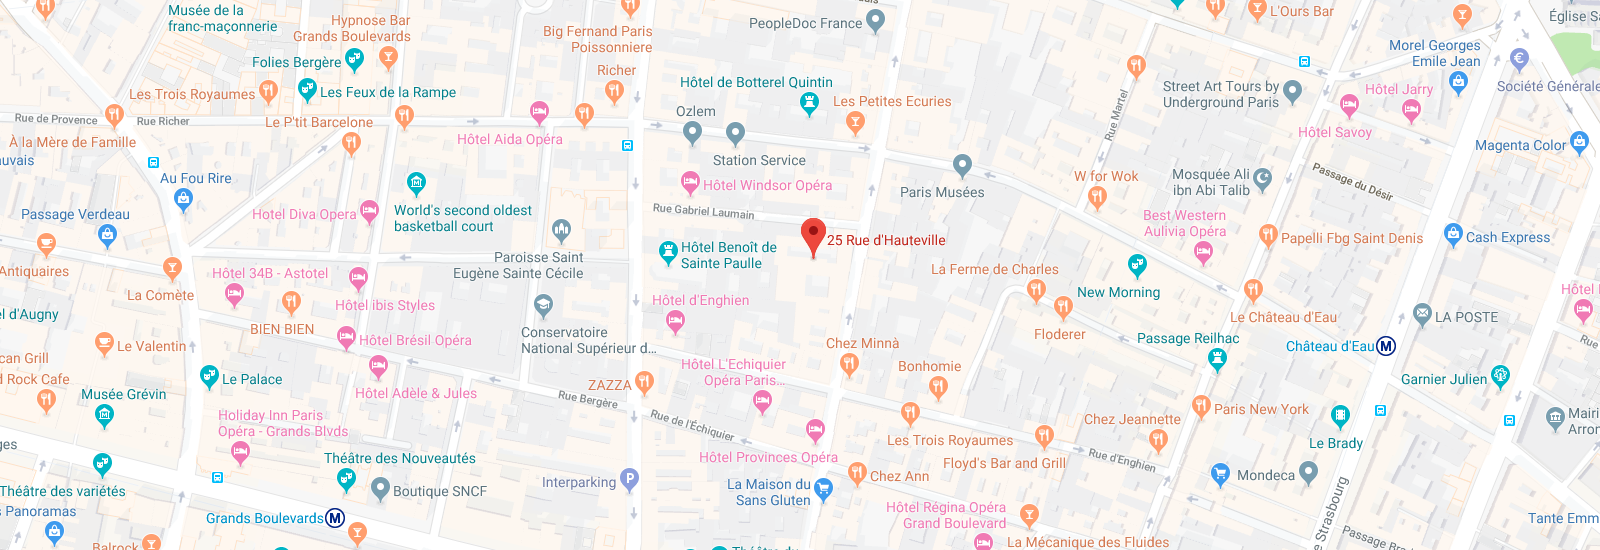 Musée de la
franc-maçonnerie
Hypnose Bar
Grands Boulevards
Folies Bergère
Les Trois Royaumes
Les Feux de la Rampe
Rue de Provence
Rue Richer
Le P'tit Barcelone
À la Mère de Famille
auvais
Au Fou Rire
Passage Verdeau
Hotel Diva Opera
World's second oldest
basketball court
Antiquaires
La Comète
Hôtel 34B - Astotel
Hôtel ibis Styles
el d'Augny
BIEN BIEN
Le Valentin
Hôtel Brésil Opéra
can Grill
d Rock Cafe
Musée Grévin
Le Palace
Hôtel Adèle & Jules
Holiday Inn Paris
Opéra - Grands Blvds
ges
Théâtre des Nouveautés
Théâtre des variétés
Boutique SNCF
s Panoramas
Grands Boulevards
Balrock
Big Fernand Paris
Poissonniere
Richer
Hôtel Aida Opéra
PeopleDoc France
Hôtel de Botterel Quintin
Ozlem
Les Petites Ecuries
Station Service
Hôtel Windsor Opéra
Rue Gabriel Laumain
25 Rue d'Hauteville
Hôtel Benoît de
Sainte Paulle
Paroisse Saint
Eugène Sainte Cécile
Hôtel d'Enghien
Conservatoire
National Supérieur d...
Hôtel L'Echiquier
Opéra Paris...
ZAZZA
Rue Bergère
Rue de l'Échiquier
Hôtel Provinces Opéra
Interparking
La Maison du
Sans Gluten
Théâtre du
Chez Minnà
Bonhomie
Les Trois Royaumes
Chez Ann
Floyd's Bar and Grill
Hôtel Régina Opéra
Grand Boulevard
La Mécanique des Fluides
Rue d'Enghien
Chez Jeannette
L'Ours Bar
Église Sa
Morel Georges
Emile Jean
Société Générale
Street Art Tours by
Underground Paris
Rue Martel
Hôtel Jarry
Hôtel Savoy
Magenta Color
Paris Musées
W for Wok
Mosquée Ali
ibn Abi Talib
Passage du Désir
Best Western
Aulivia Opéra
Papelli Fbg Saint Denis
Cash Express
La Ferme de Charles
New Morning
Floderer
Le Château d'Eau
Passage Reilhac
Château d'Eau
LA POSTE
Hôtel
Rue
Garnier Julien
Paris New York
Le Brady
Mairi
Arron
Mondeca
e Strasbourg
Tante Emm
Passage Br